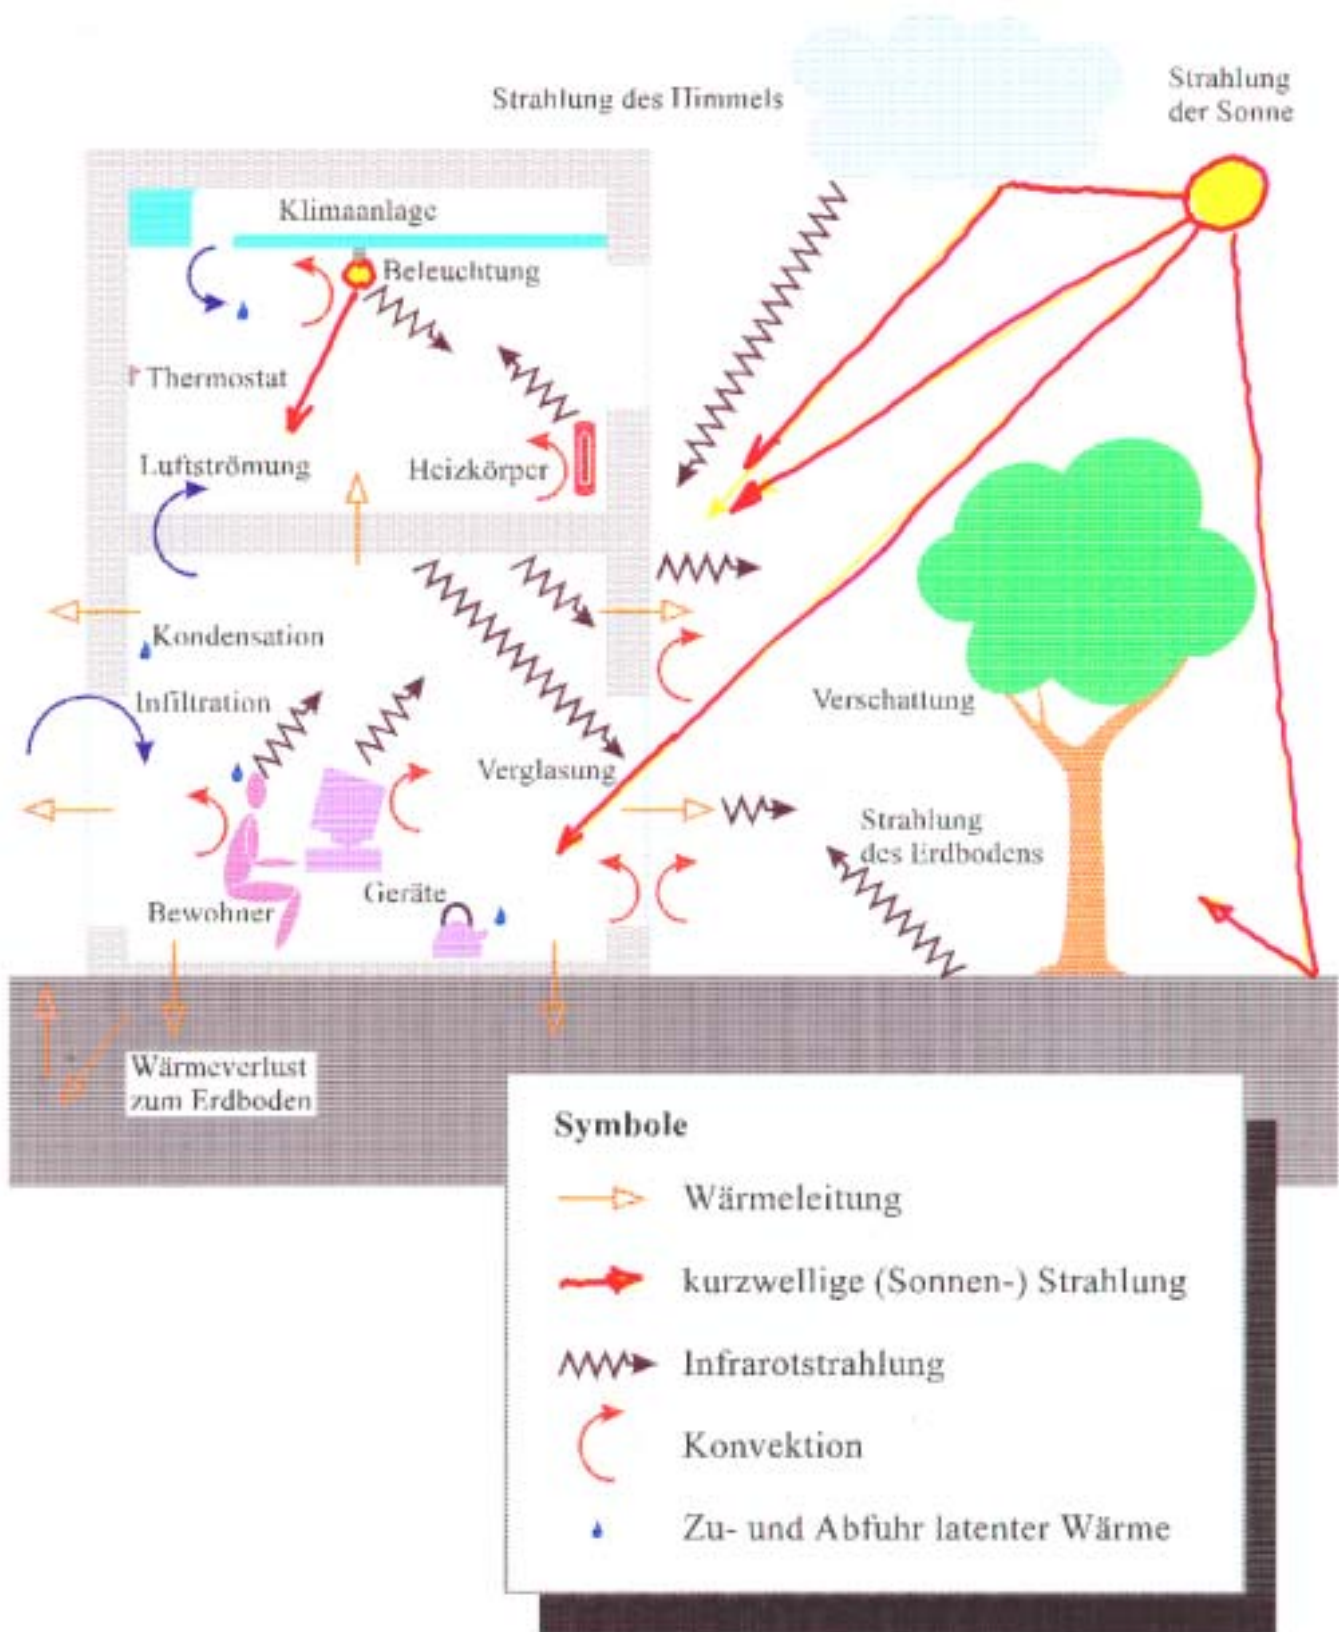 Strahlung des Himmels
Strahlung
der Sonne
Klimaanlage
Beleuchtung
Thermostat
Luftströmung
Heizkörper
Kondensation
Infiltration
Verschattung
Verglasung
Strahlung
des Erdbodens
Geräte
Bewohner
Wärmeverlust
zum Erdboden
Symbole
Wärmeleitung
kurzwellige (Sonnen-) Strahlung
Infrarotstrahlung
Konvektion
Zu- und Abfuhr latenter Wärme